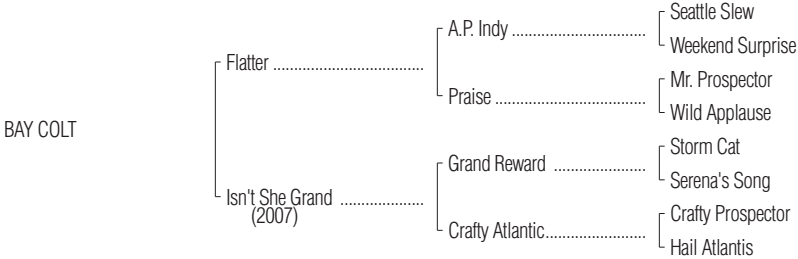 Seattle Slew
A.P. Indy ..................................
Weekend Surprise
Flatter ......................................
Mr. Prospector
Praise ......................................
Wild Applause
BAY COLT
Storm Cat
Grand Reward .......................
Serena's Song
Isn't She Grand .....................
(2007)
Crafty Prospector
Crafty Atlantic.........................
Hail Atlantis